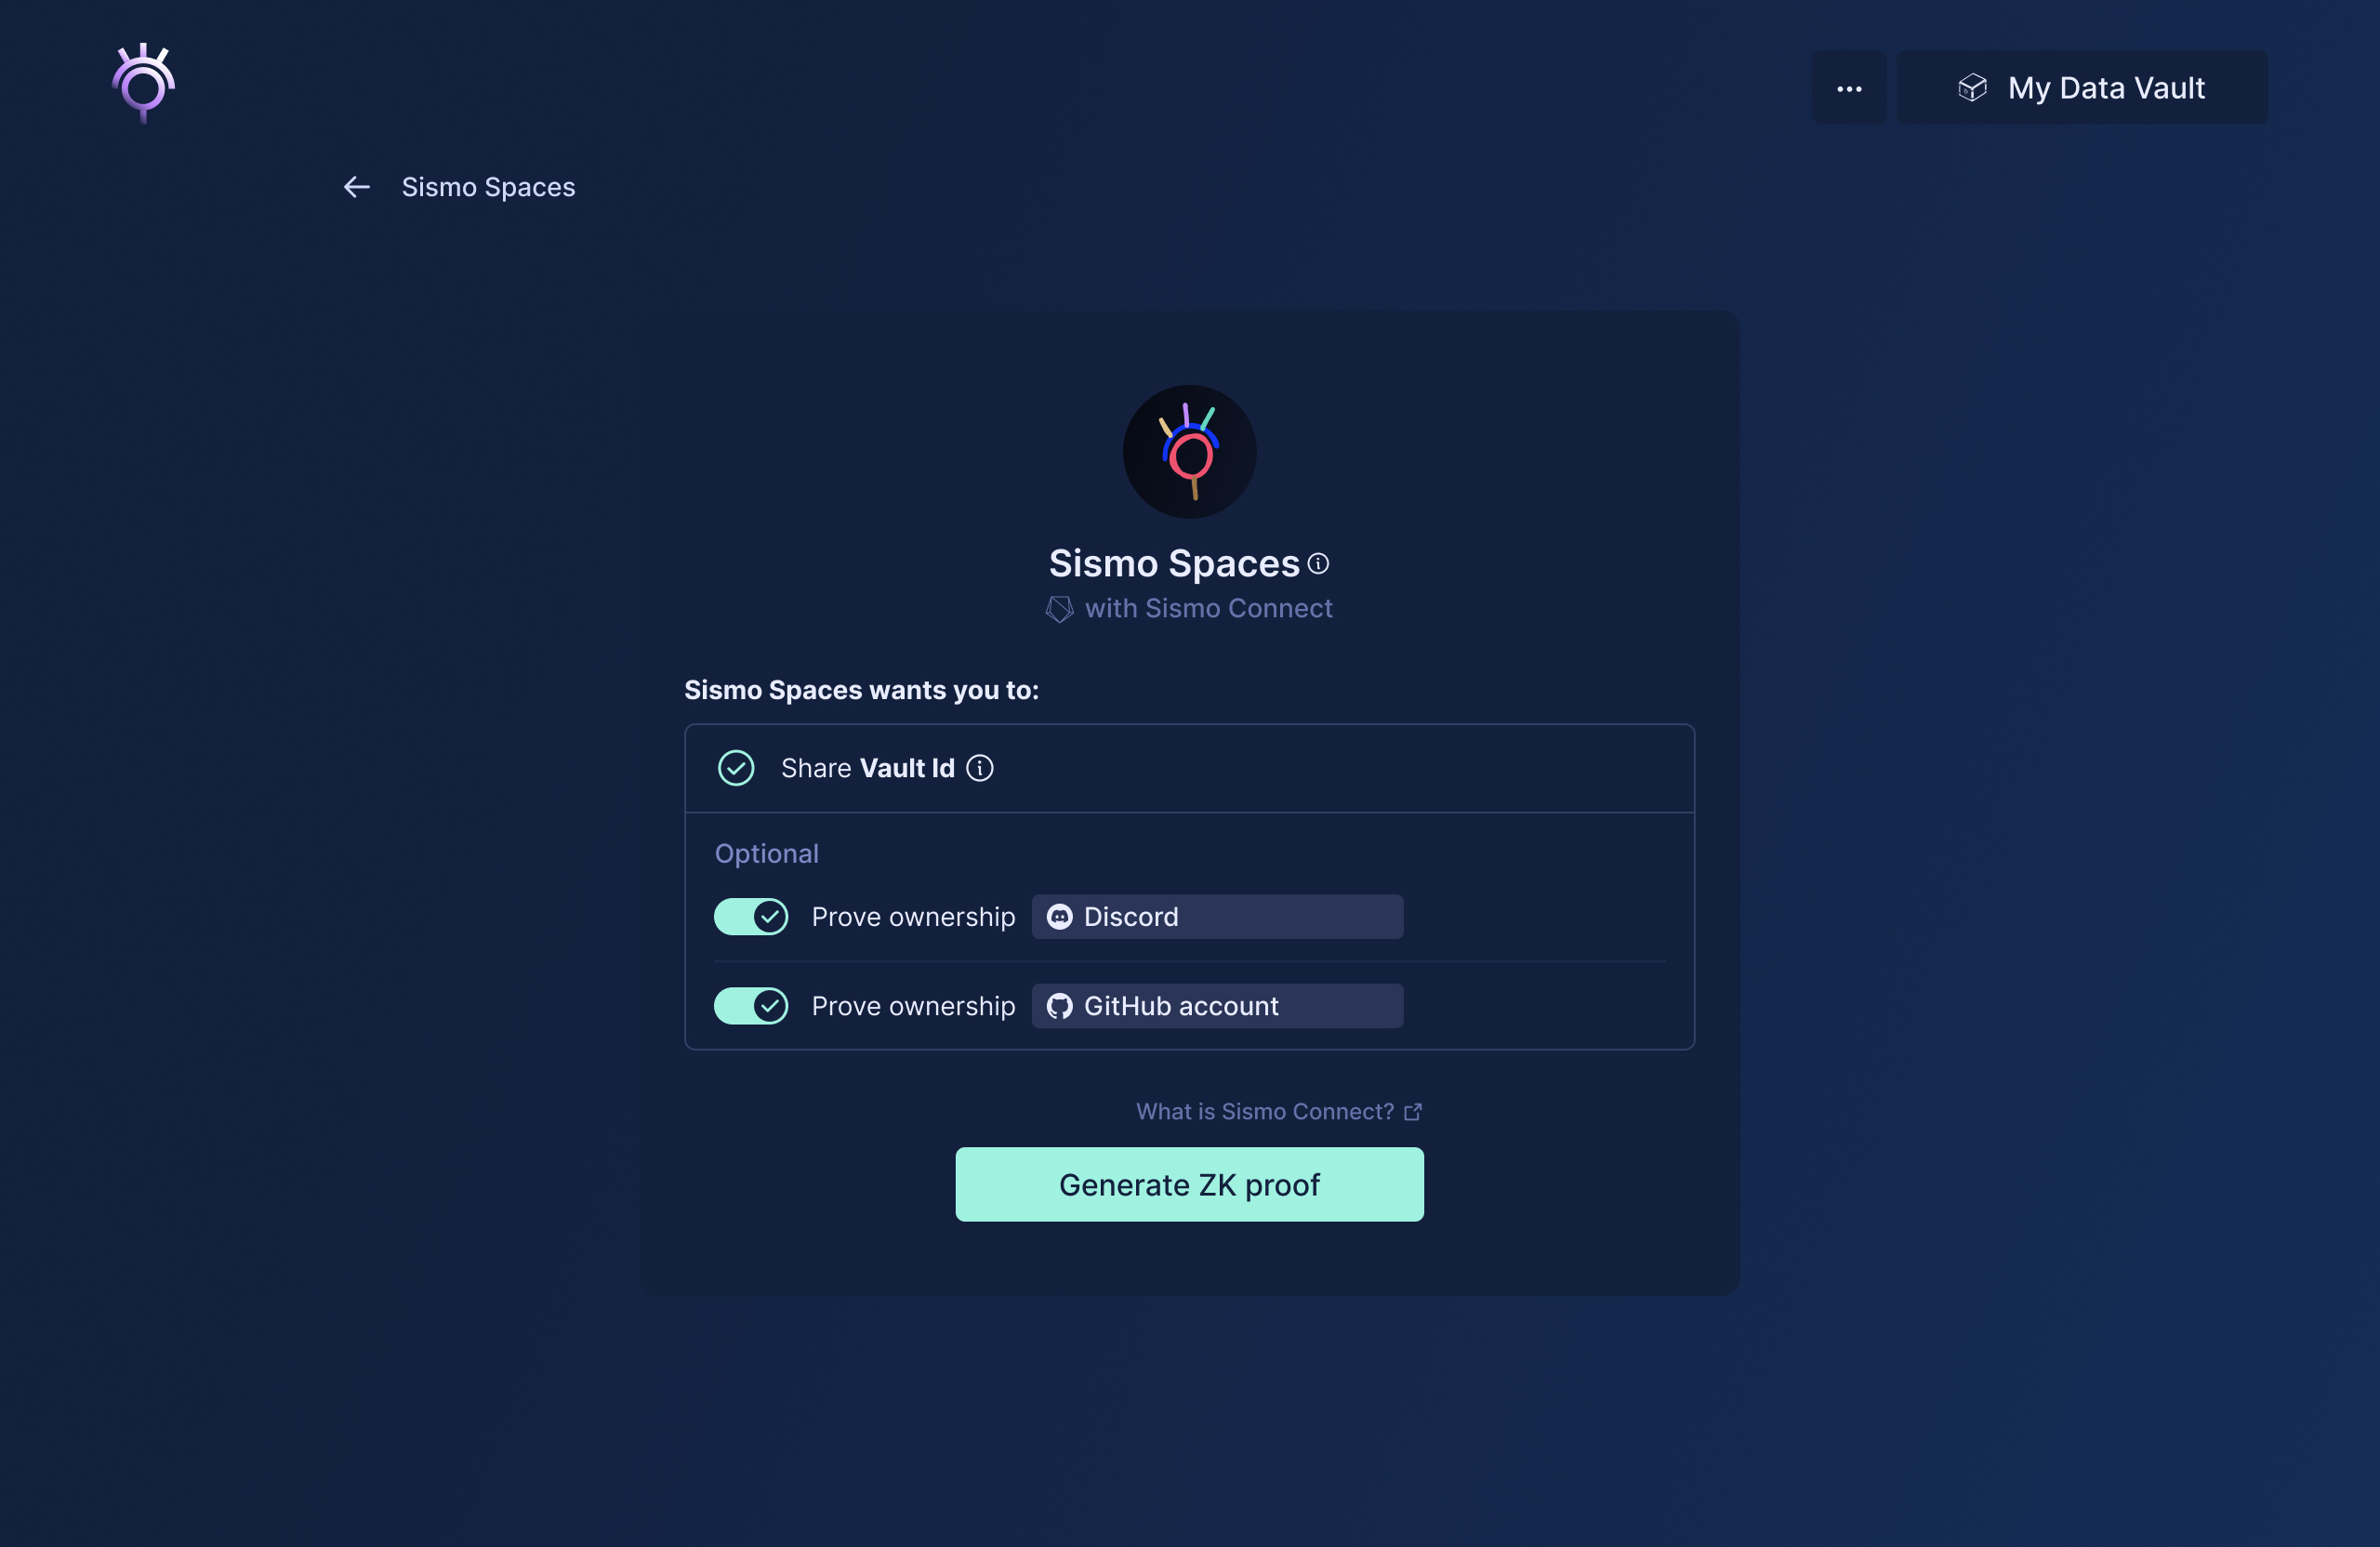 My Data Vault
Sismo Spaces
Sismo Spaces
with Sismo Connect
Sismo Spaces wants you to:
Share Vault Id
Optional
Prove ownership Discord
Prove ownership GitHub account
What is Sismo Connect?
Generate ZK proof